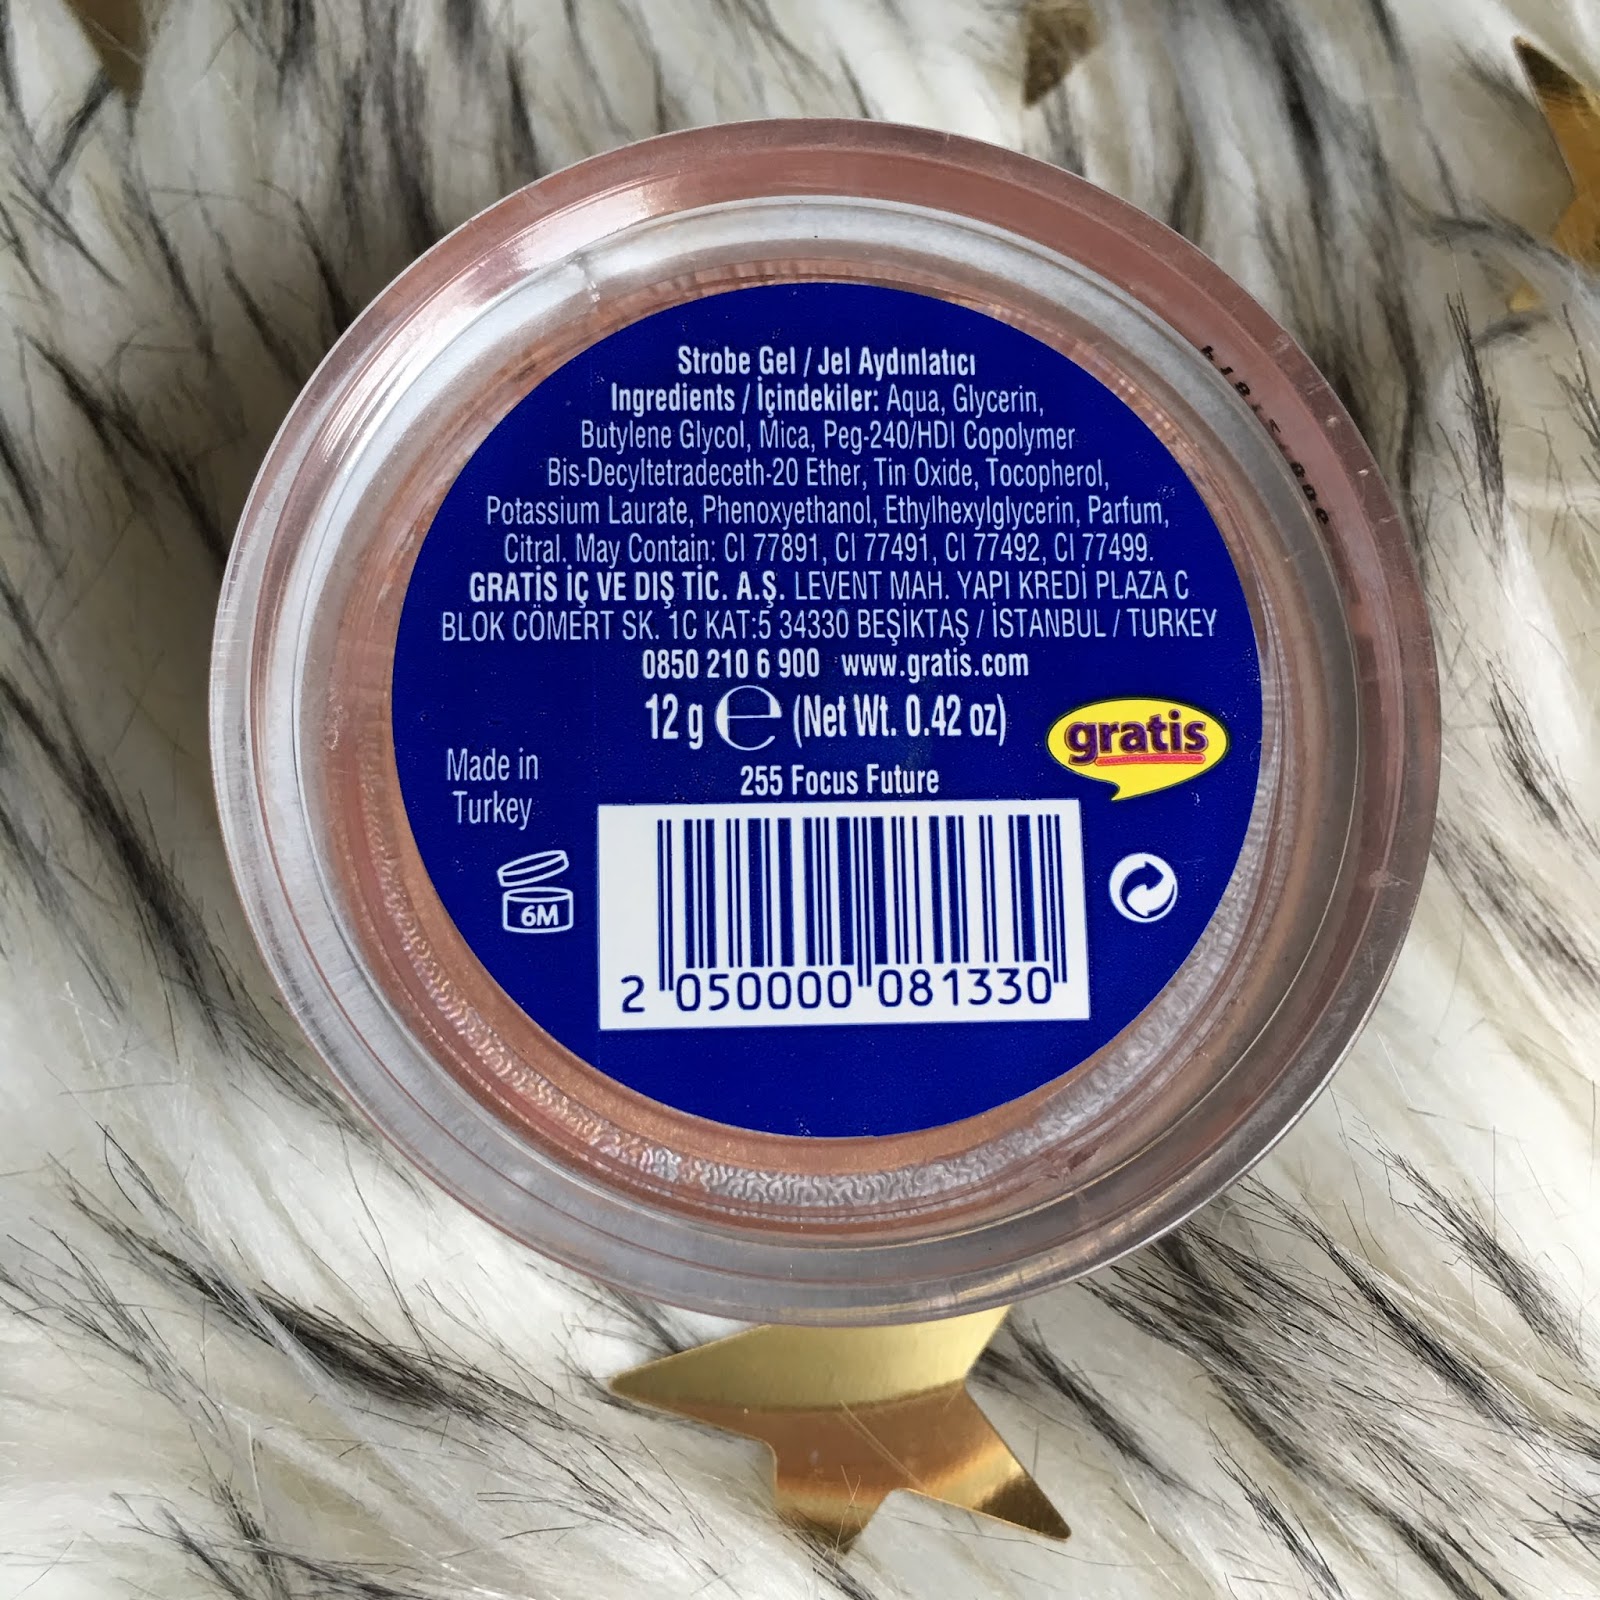 Strobe Gel / Jel Aydınlatıcı
Ingredients / İçindekiler: Aqua, Glycerin,
Butylene Glycol, Mica, Peg-240/HDI Copolymer
Bis-Decyltetradeceth-20 Ether, Tin Oxide, Tocopherol,
Potassium Laurate, Phenoxyethanol, Ethylhexylglycerin, Parfum,
Citral. May Contain: CI 77891, CI 77491, CI 77492, CI 77499.
GRATİS İÇ VE DIŞ TİC. A.Ş. LEVENT MAH. YAPI KREDİ PLAZA C
BLOK CÖMERT SK. 1C KAT:5 34330 BEŞİKTAŞ / İSTANBUL / TURKEY
0850 210 6 900 www.gratis.com
12 g ℮ (Net Wt. 0.42 oz)
gratis
255 Focus Future
Made in
Turkey
6M
2 050000 081330